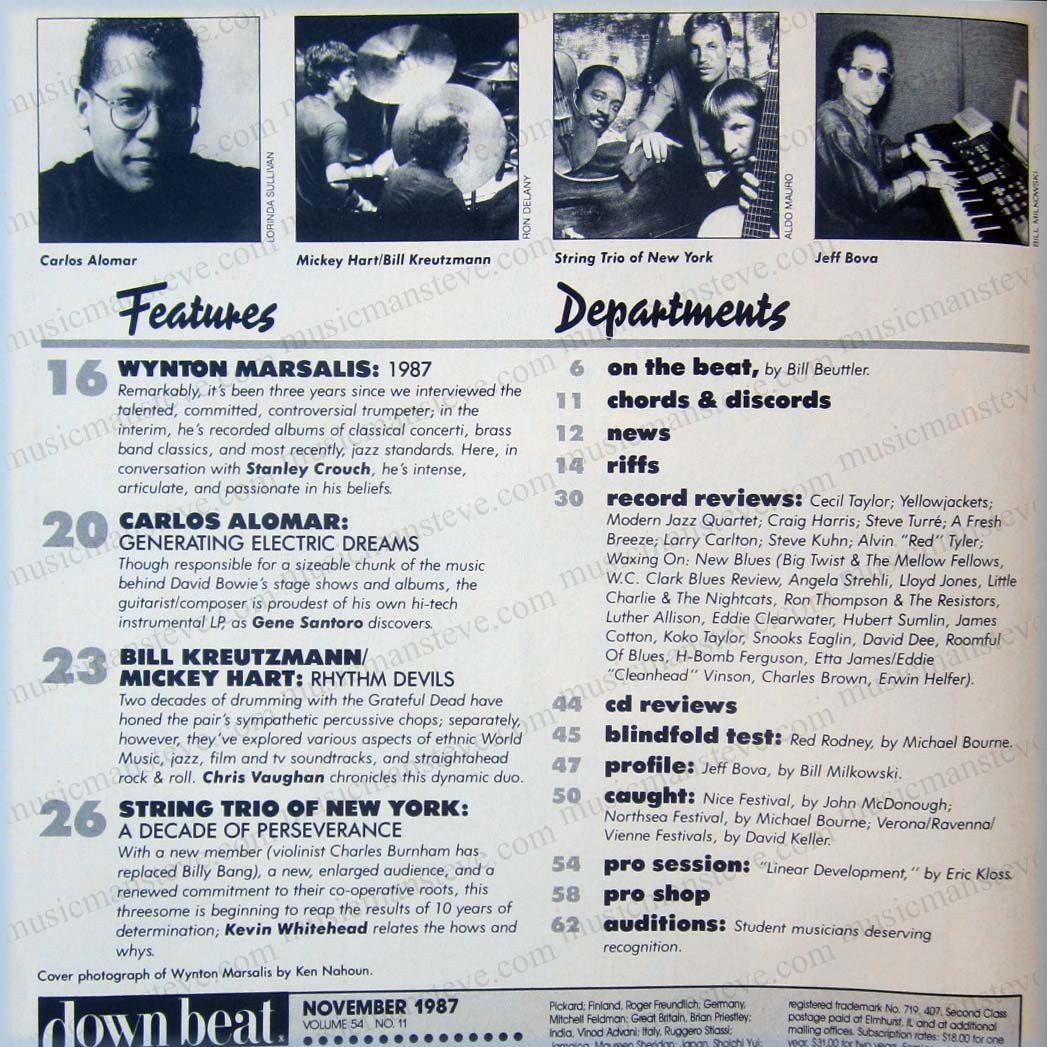 LORINDA SULLIVAN
RON DELANY
ALDO MAURO
BILL MILKOWSKI
Carlos Alomar
Mickey Hart/Bill Kreutzmann
String Trio of New York
Jeff Bova
Features
16 WYNTON MARSALIS: 1987
Remarkably, it's been three years since we interviewed the
talented, committed, controversial trumpeter; in the
interim, he's recorded albums of classical concerti, brass
band classics, and most recently, jazz standards. Here, in
conversation with Stanley Crouch, he's intense,
articulate, and passionate in his beliefs.
20 CARLOS ALOMAR:
GENERATING ELECTRIC DREAMS
Though responsible for a sizeable chunk of the music
behind David Bowie's stage shows and albums, the
guitarist/composer is proudest of his own hi-tech
instrumental LP, as Gene Santoro discovers.
23 BILL KREUTZMANN/
MICKEY HART: RHYTHM DEVILS
Two decades of drumming with the Grateful Dead have
honed the pair's sympathetic percussive chops; separately,
however, they've explored various aspects of ethnic World
Music, jazz, film and tv soundtracks, and straightahead
rock & roll. Chris Vaughan chronicles this dynamic duo.
26 STRING TRIO OF NEW YORK:
A DECADE OF PERSEVERANCE
With a new member (violinist Charles Burnham has
replaced Billy Bang), a new, enlarged audience, and a
renewed commitment to their co-operative roots, this
threesome is beginning to reap the results of 10 years of
determination; Kevin Whitehead relates the hows and
whys.
Cover photograph of Wynton Marsalis by Ken Nahoun.
Departments
6 on the beat, by Bill Beuttler.
11 chords & discords
12 news
14 riffs
30 record reviews: Cecil Taylor; Yellowjackets;
Modern Jazz Quartet; Craig Harris; Steve Turré; A Fresh
Breeze; Larry Carlton; Steve Kuhn; Alvin "Red" Tyler;
Waxing On: New Blues (Big Twist & The Mellow Fellows,
W.C. Clark Blues Review, Angela Strehli, Lloyd Jones, Little
Charlie & The Nightcats, Ron Thompson & The Resistors,
Luther Allison, Eddie Clearwater, Hubert Sumlin, James
Cotton, Koko Taylor, Snooks Eaglin, David Dee, Roomful
Of Blues, H-Bomb Ferguson, Etta James/Eddie
"Cleanhead" Vinson, Charles Brown, Erwin Helfer).
44 cd reviews
45 blindfold test: Red Rodney, by Michael Bourne.
47 profile: Jeff Bova, by Bill Milkowski.
50 caught: Nice Festival, by John McDonough;
Northsea Festival, by Michael Bourne; Verona/Ravenna/
Vienne Festivals, by David Keller.
54 pro session: "Linear Development," by Eric Kloss.
58 pro shop
62 auditions: Student musicians deserving
recognition.
down beat
NOVEMBER 1987
VOLUME 54 NO. 11
Pickard; Finland, Roger Freundlich; Germany,
Mitchell Feldman; Great Britain, Brian Priestley;
India, Vinod Advani; Italy, Ruggero Stiassi;
Jamaica, Maureen Sheridan; Japan, Shoichi Yui;
registered trademark No. 719, 407. Second Class
postage paid at Elmhurst, IL and at additional
mailing offices. Subscription rates: $18.00 for one
year, $31.00 for two years.
musicmansteve.com